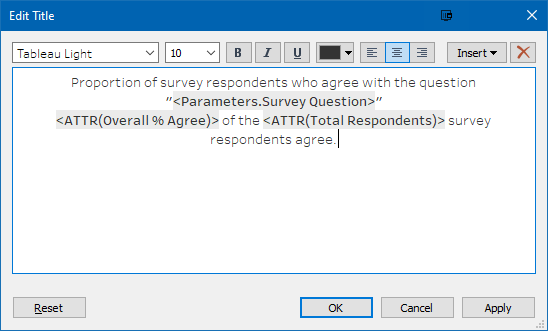 Edit Title
Tableau Light 10 B I U Insert
Proportion of survey respondents who agree with the question
"<Parameters.Survey Question>"
<ATTR(Overall % Agree)> of the <ATTR(Total Respondents)> survey
respondents agree.
Reset OK Cancel Apply